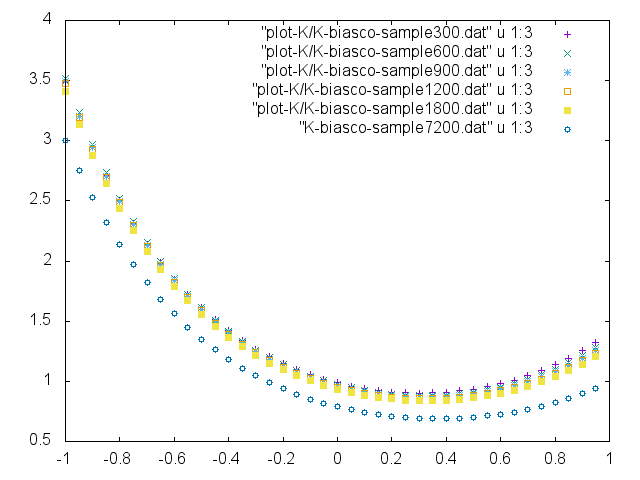 4
"plot-K/K-biasco-sample300.dat" u 1:3
"plot-K/K-biasco-sample600.dat" u 1:3
"plot-K/K-biasco-sample900.dat" u 1:3
"plot-K/K-biasco-sample1200.dat" u 1:3
"plot-K/K-biasco-sample1800.dat" u 1:3
"K-biasco-sample7200.dat" u 1:3
3.5
3
2.5
2
1.5
1
0.5
-1 -0.8 -0.6 -0.4 -0.2 0 0.2 0.4 0.6 0.8 1